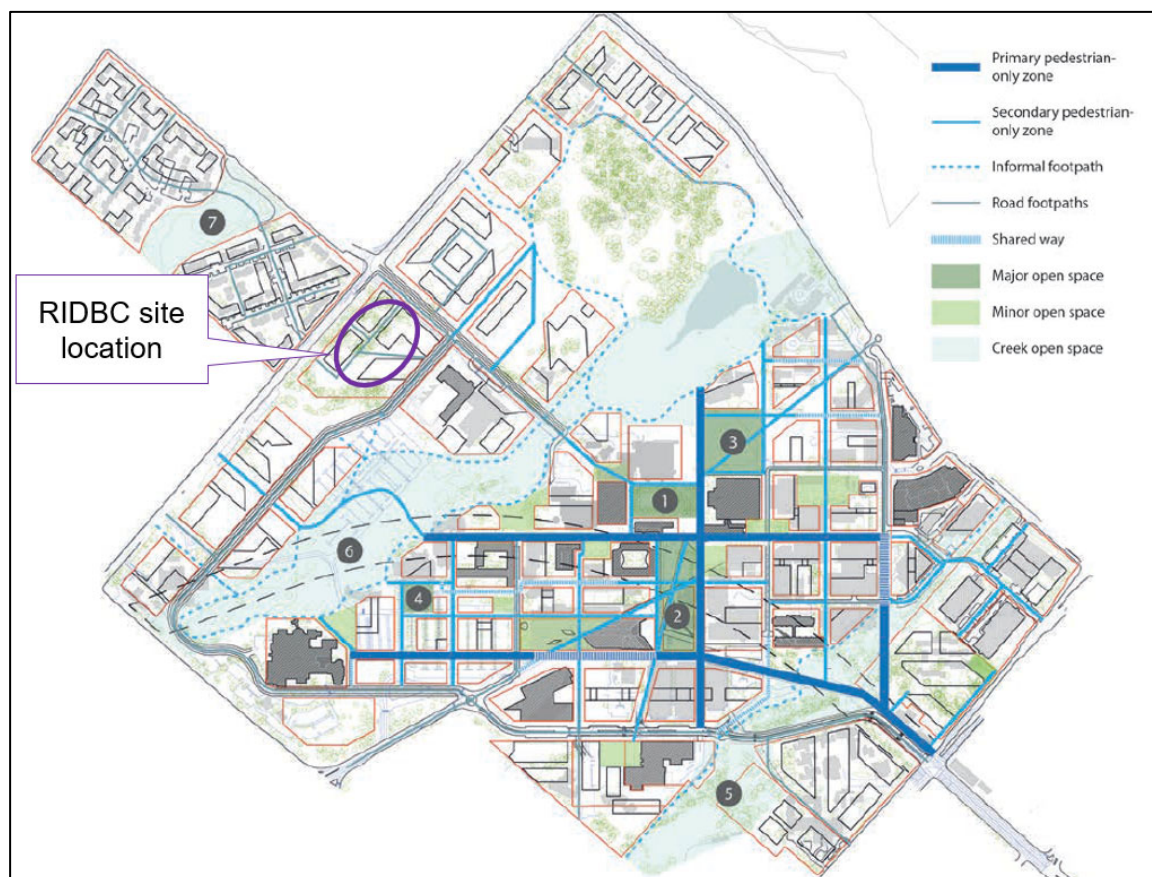 Primary pedestrian-
only zone
Secondary pedestrian-
only zone
Informal footpath
Road footpaths
Shared way
Major open space
Minor open space
Creek open space
7
RIDBC site
location
3
1
6
4
2
5